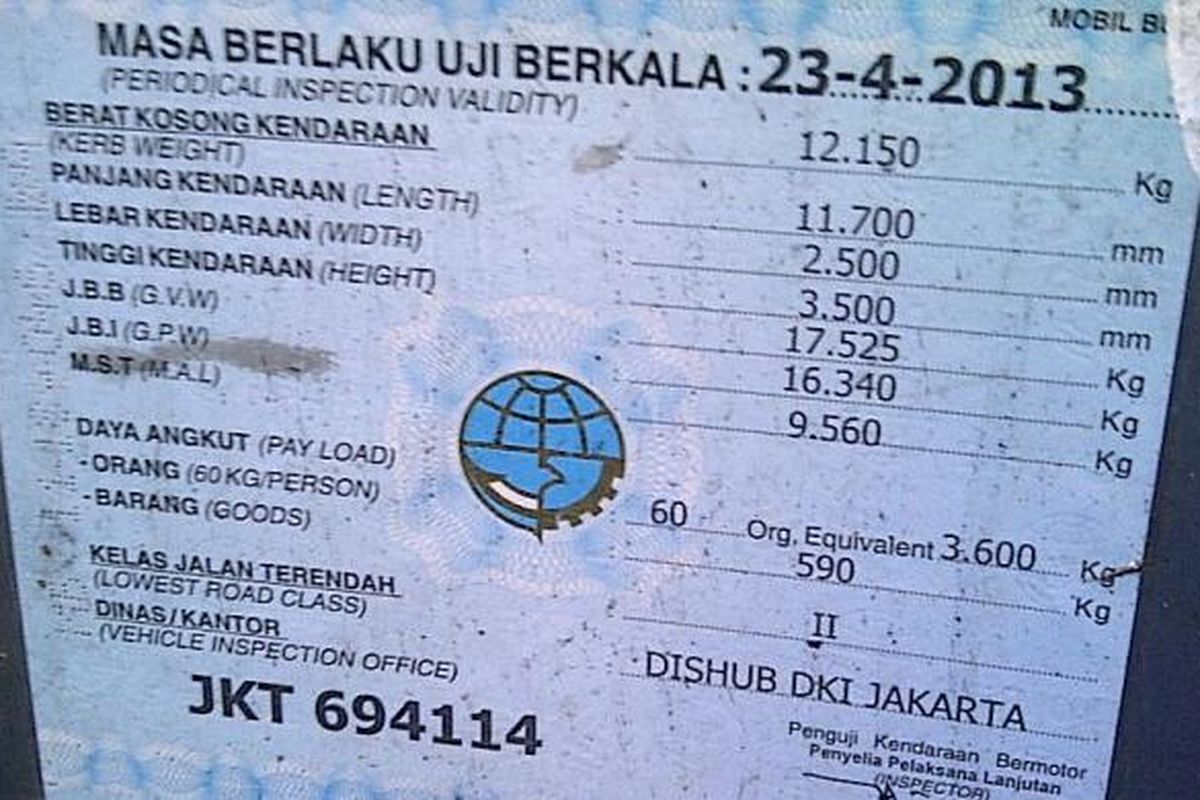 MOBIL
MASA BERLAKU UJI BERKALA : 23-4-2013
(PERIODICAL INSPECTION VALIDITY)
BERAT KOSONG KENDARAAN : 12.150 Kg
(KERB WEIGHT)
PANJANG KENDARAAN (LENGTH) : 11.700 mm
LEBAR KENDARAAN (WIDTH) : 2.500 mm
TINGGI KENDARAAN (HEIGHT) : 3.500 mm
J.B.B (G.V.W) : 17.525 Kg
J.B.I (G.P.W) : 16.340 Kg
M.S.T (M.A.L) : 9.560 Kg
DAYA ANGKUT (PAY LOAD)
- ORANG (60 KG/PERSON) : 60 Org. Equivalent 3.600 Kg
- BARANG (GOODS) : 590 Kg
KELAS JALAN TERENDAH : II
(LOWEST ROAD CLASS)
DINAS/KANTOR : DISHUB DKI JAKARTA
(VEHICLE INSPECTION OFFICE)
JKT 694114
Penguji Kendaraan Bermotor
Penyelia Pelaksana Lanjutan
(INSPECTOR)